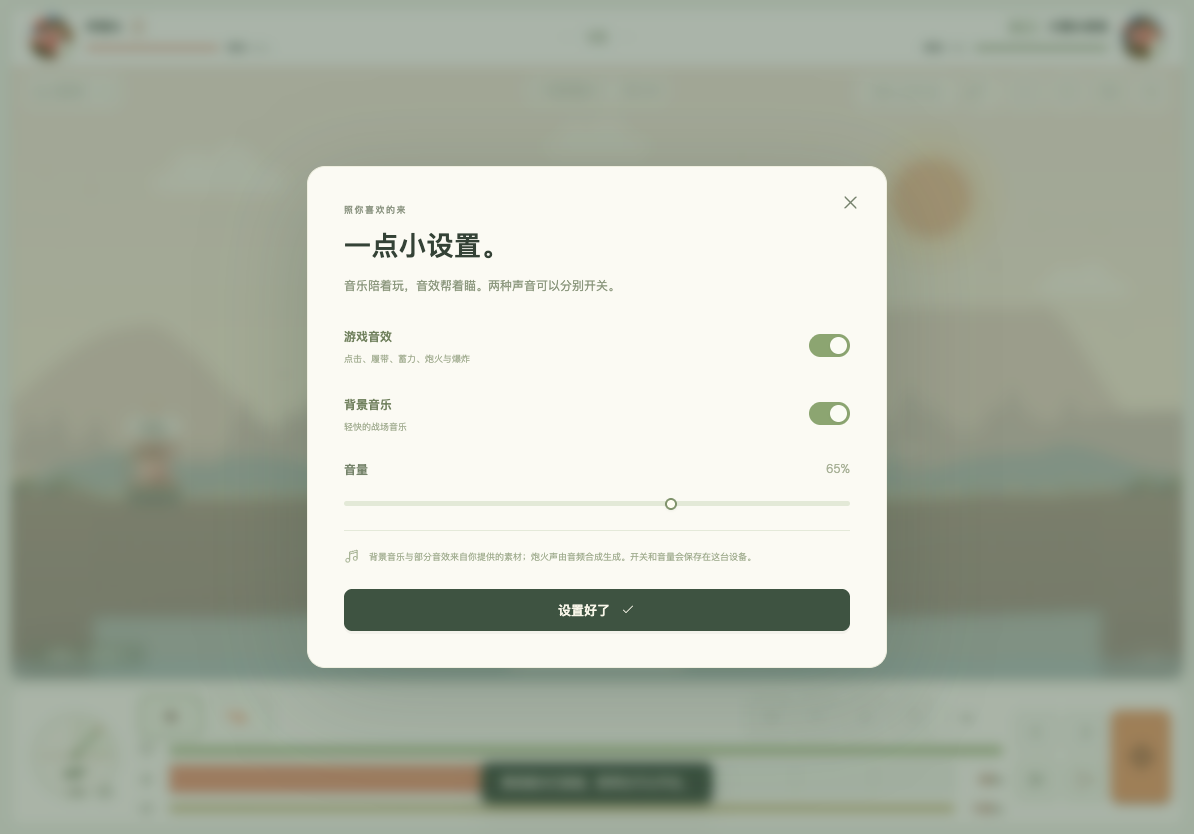 照你喜欢的来
一点小设置。
音乐陪着玩，音效帮着瞄。两种声音可以分别开关。
游戏音效
点击、履带、蓄力、炮火与爆炸
背景音乐
轻快的战场音乐
音量
65%
背景音乐与部分音效来自你提供的素材；炮火声由音频合成生成。开关和音量会保存在这台设备。
设置好了